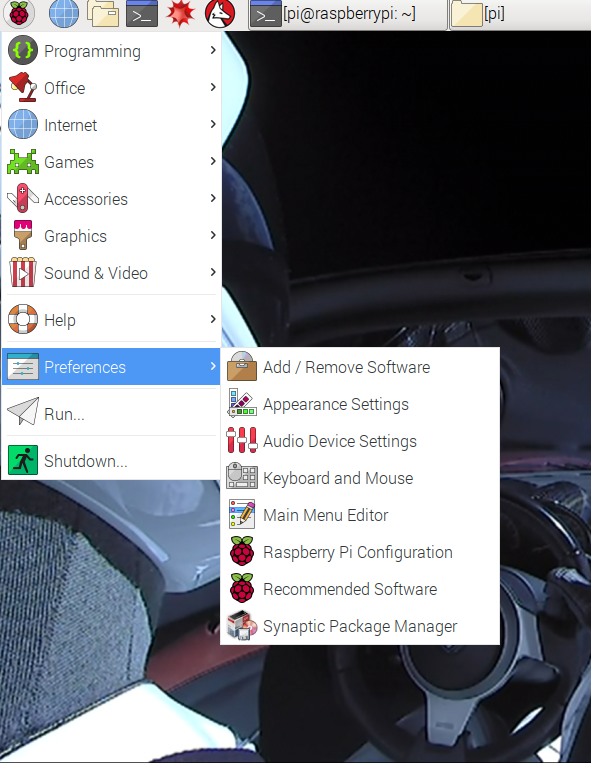 [pi@raspberrypi: ~]
[pi]
Programming
Office
Internet
Games
Accessories
Graphics
Sound & Video
Help
Preferences
Run...
Shutdown...
Add / Remove Software
Appearance Settings
Audio Device Settings
Keyboard and Mouse
Main Menu Editor
Raspberry Pi Configuration
Recommended Software
Synaptic Package Manager